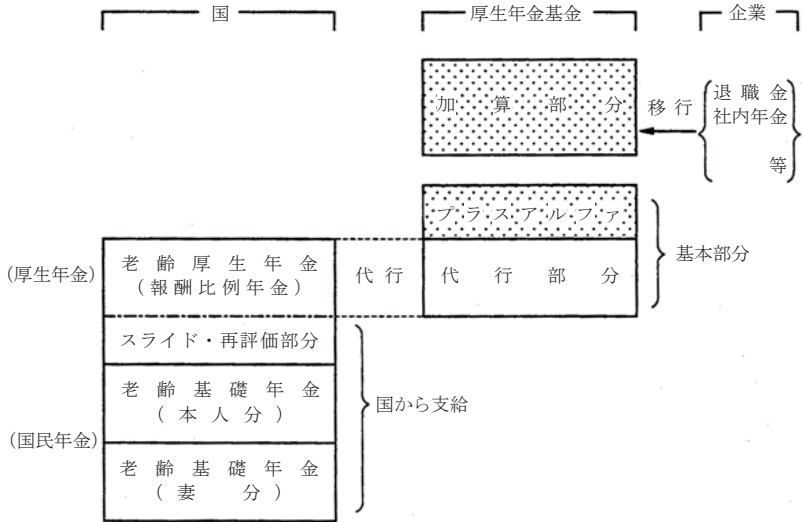 国 厚生年金基金 企業
加算部分 移行 退職金
社内年金
等
プラスアルファ
基本部分
(厚生年金) 老齢厚生年金 代行 代行部分
(報酬比例年金)
スライド・再評価部分
老齢基礎年金
(本人分)
国から支給
(国民年金)
老齢基礎年金
(妻分)